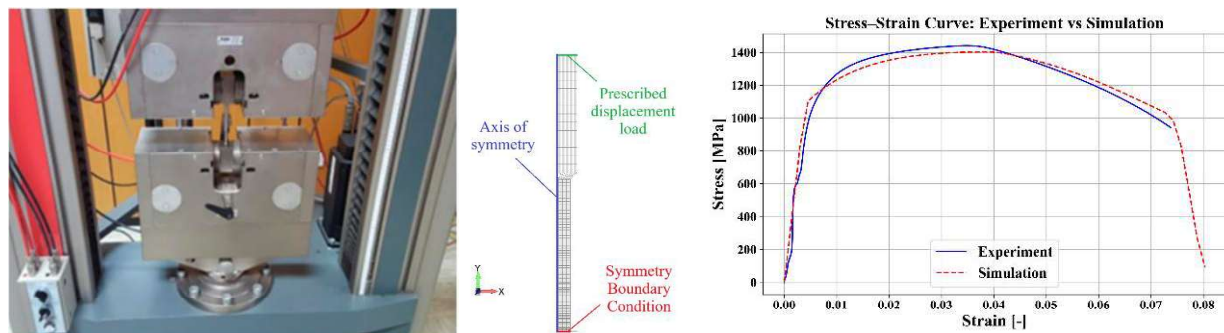 Prescribed
displacement
load
Axis of
symmetry
Y
X
Symmetry
Boundary
Condition
Stress–Strain Curve: Experiment vs Simulation
Stress [MPa]
1400
1200
1000
800
600
400
200
0
Experiment
Simulation
0.00 0.01 0.02 0.03 0.04 0.05 0.06 0.07 0.08
Strain [-]